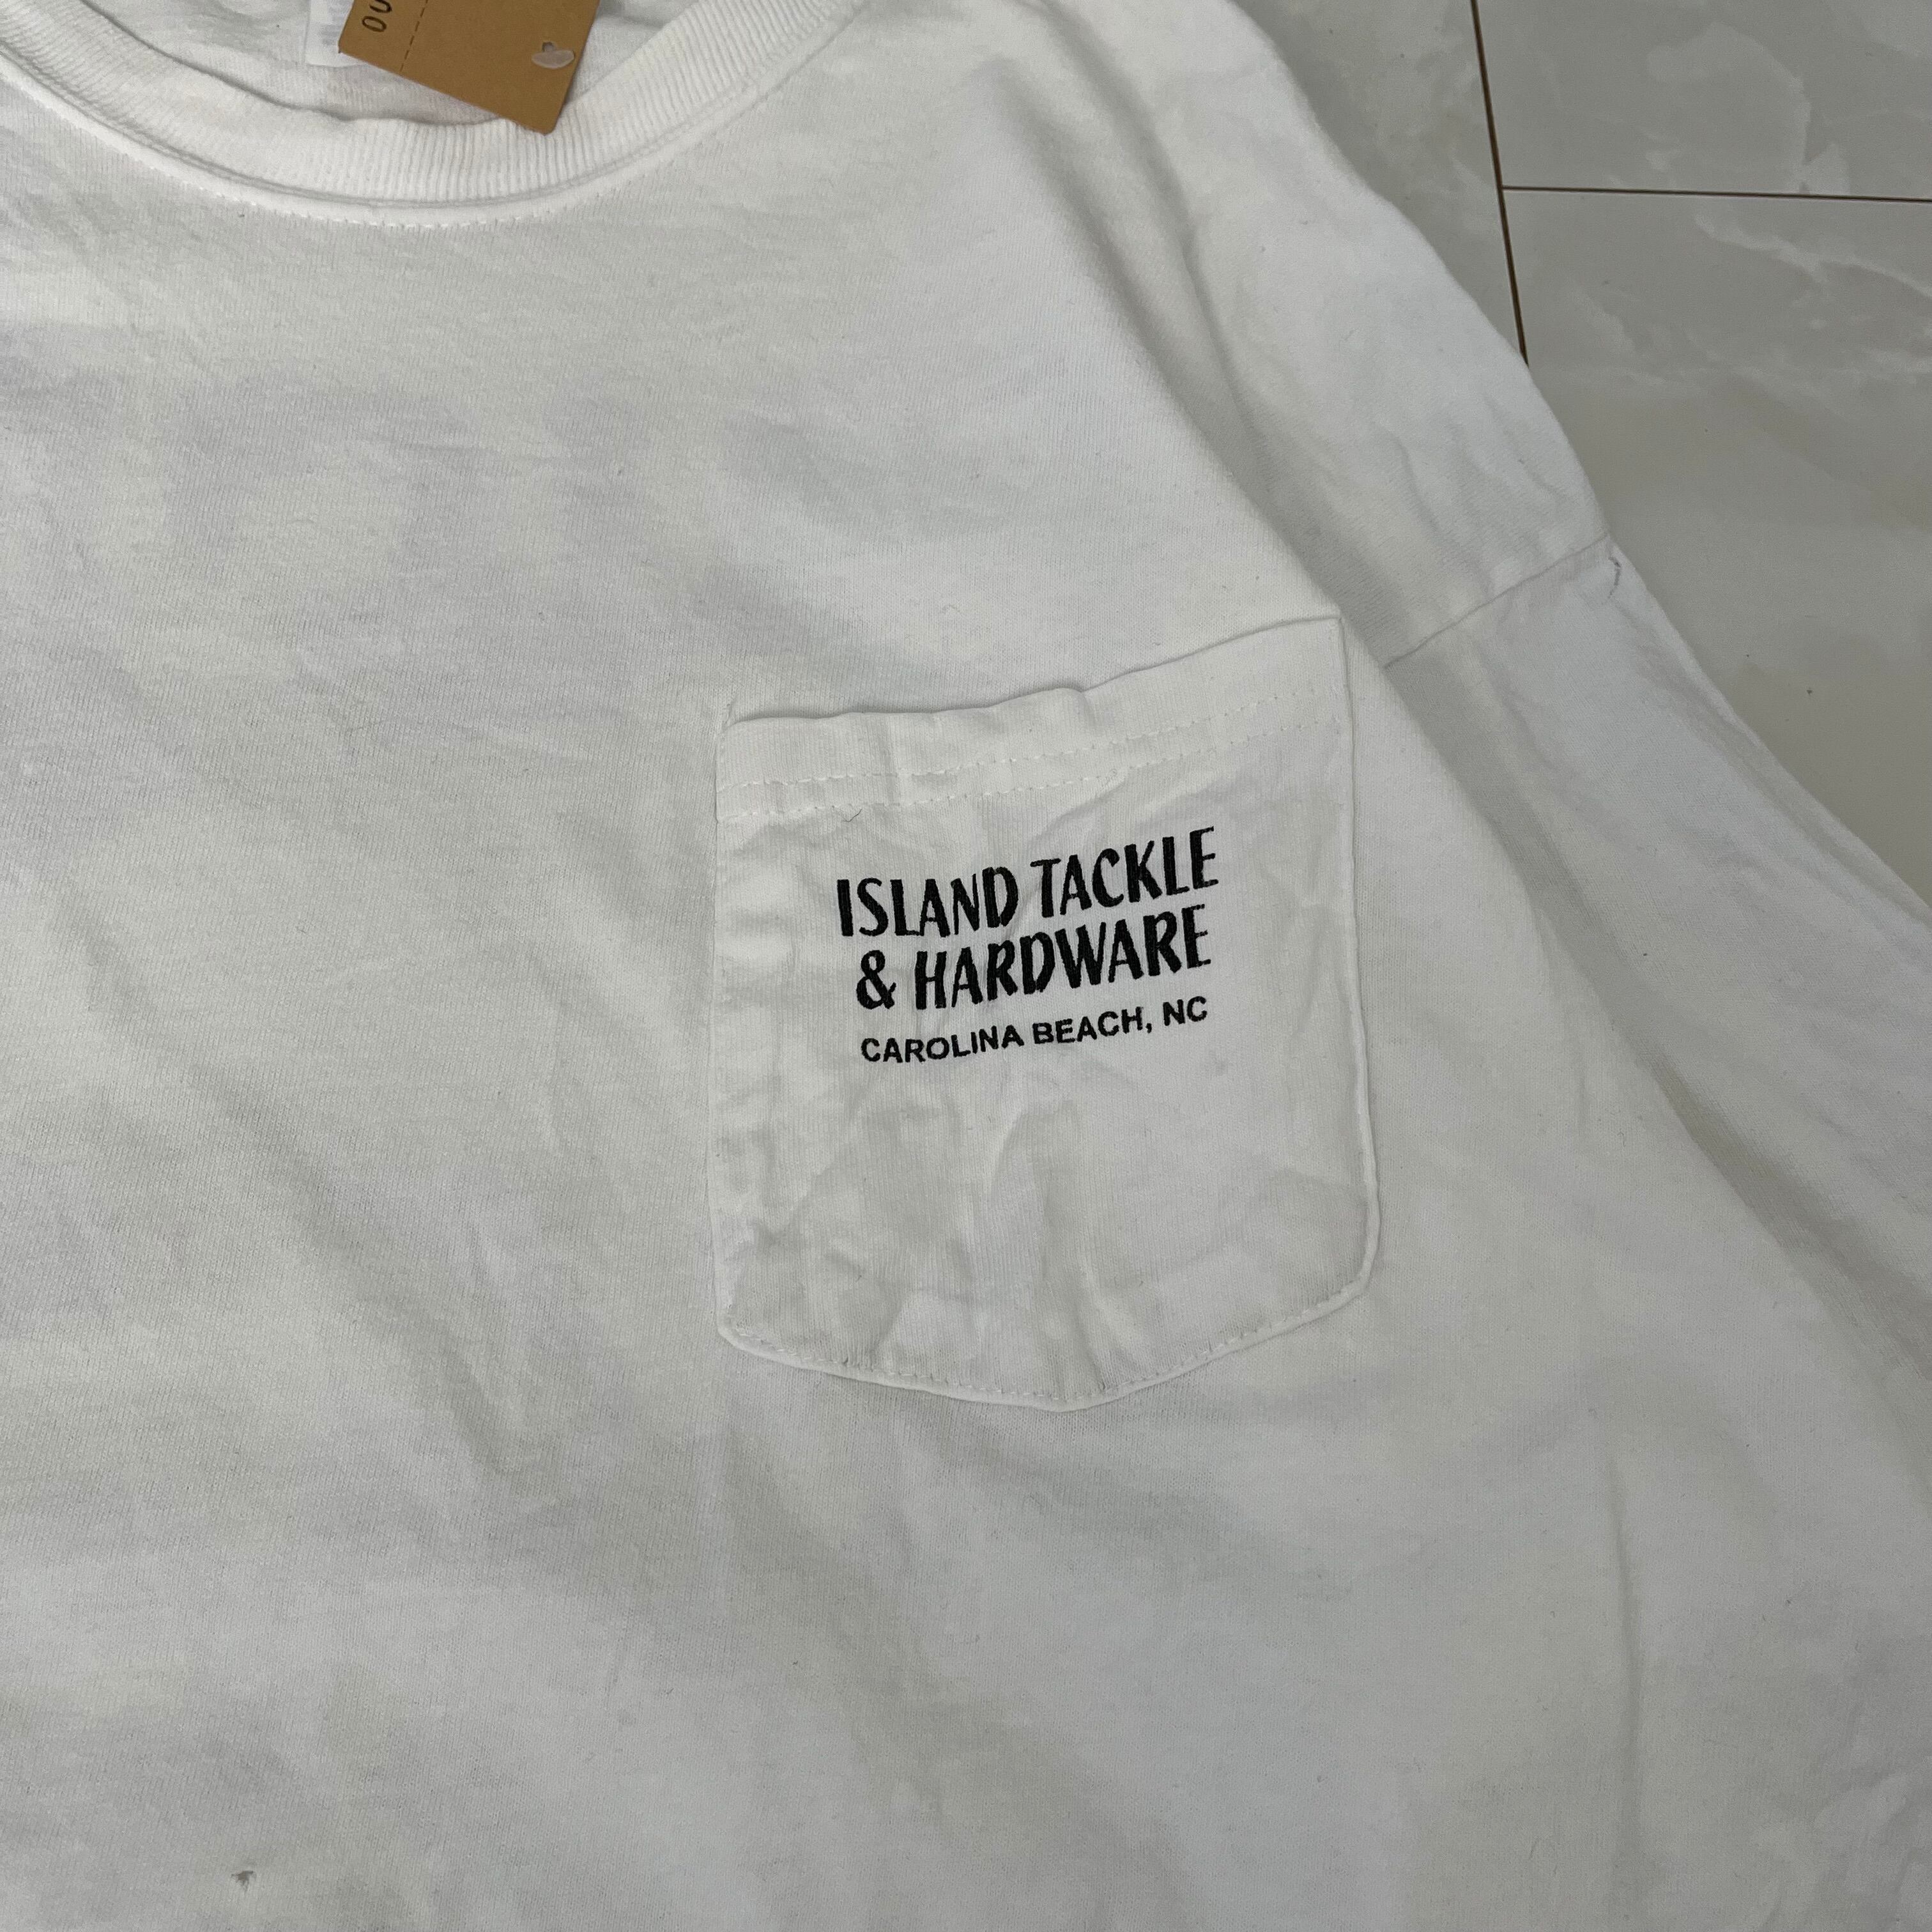 ISLAND TACKLE
& HARDWARE
CAROLINA BEACH, NC